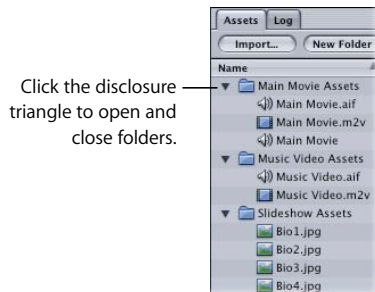 Assets Log
Import... New Folder
Name
Click the disclosure
triangle to open and
close folders.
Main Movie Assets
Main Movie.aif
Main Movie.m2v
Main Movie
Music Video Assets
Music Video.aif
Music Video.m2v
Slideshow Assets
Bio1.jpg
Bio2.jpg
Bio3.jpg
Bio4.jpg